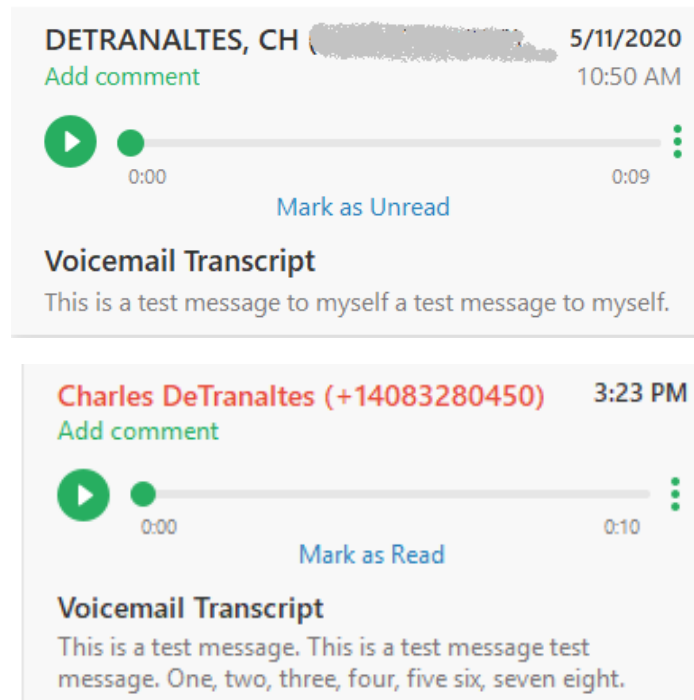 DETRANALTES, CH ( 5/11/2020
Add comment 10:50 AM
0:00 0:09
Mark as Unread
Voicemail Transcript
This is a test message to myself a test message to myself.
Charles DeTranaltes (+14083280450) 3:23 PM
Add comment
0:00 0:10
Mark as Read
Voicemail Transcript
This is a test message. This is a test message test
message. One, two, three, four, five six, seven eight.